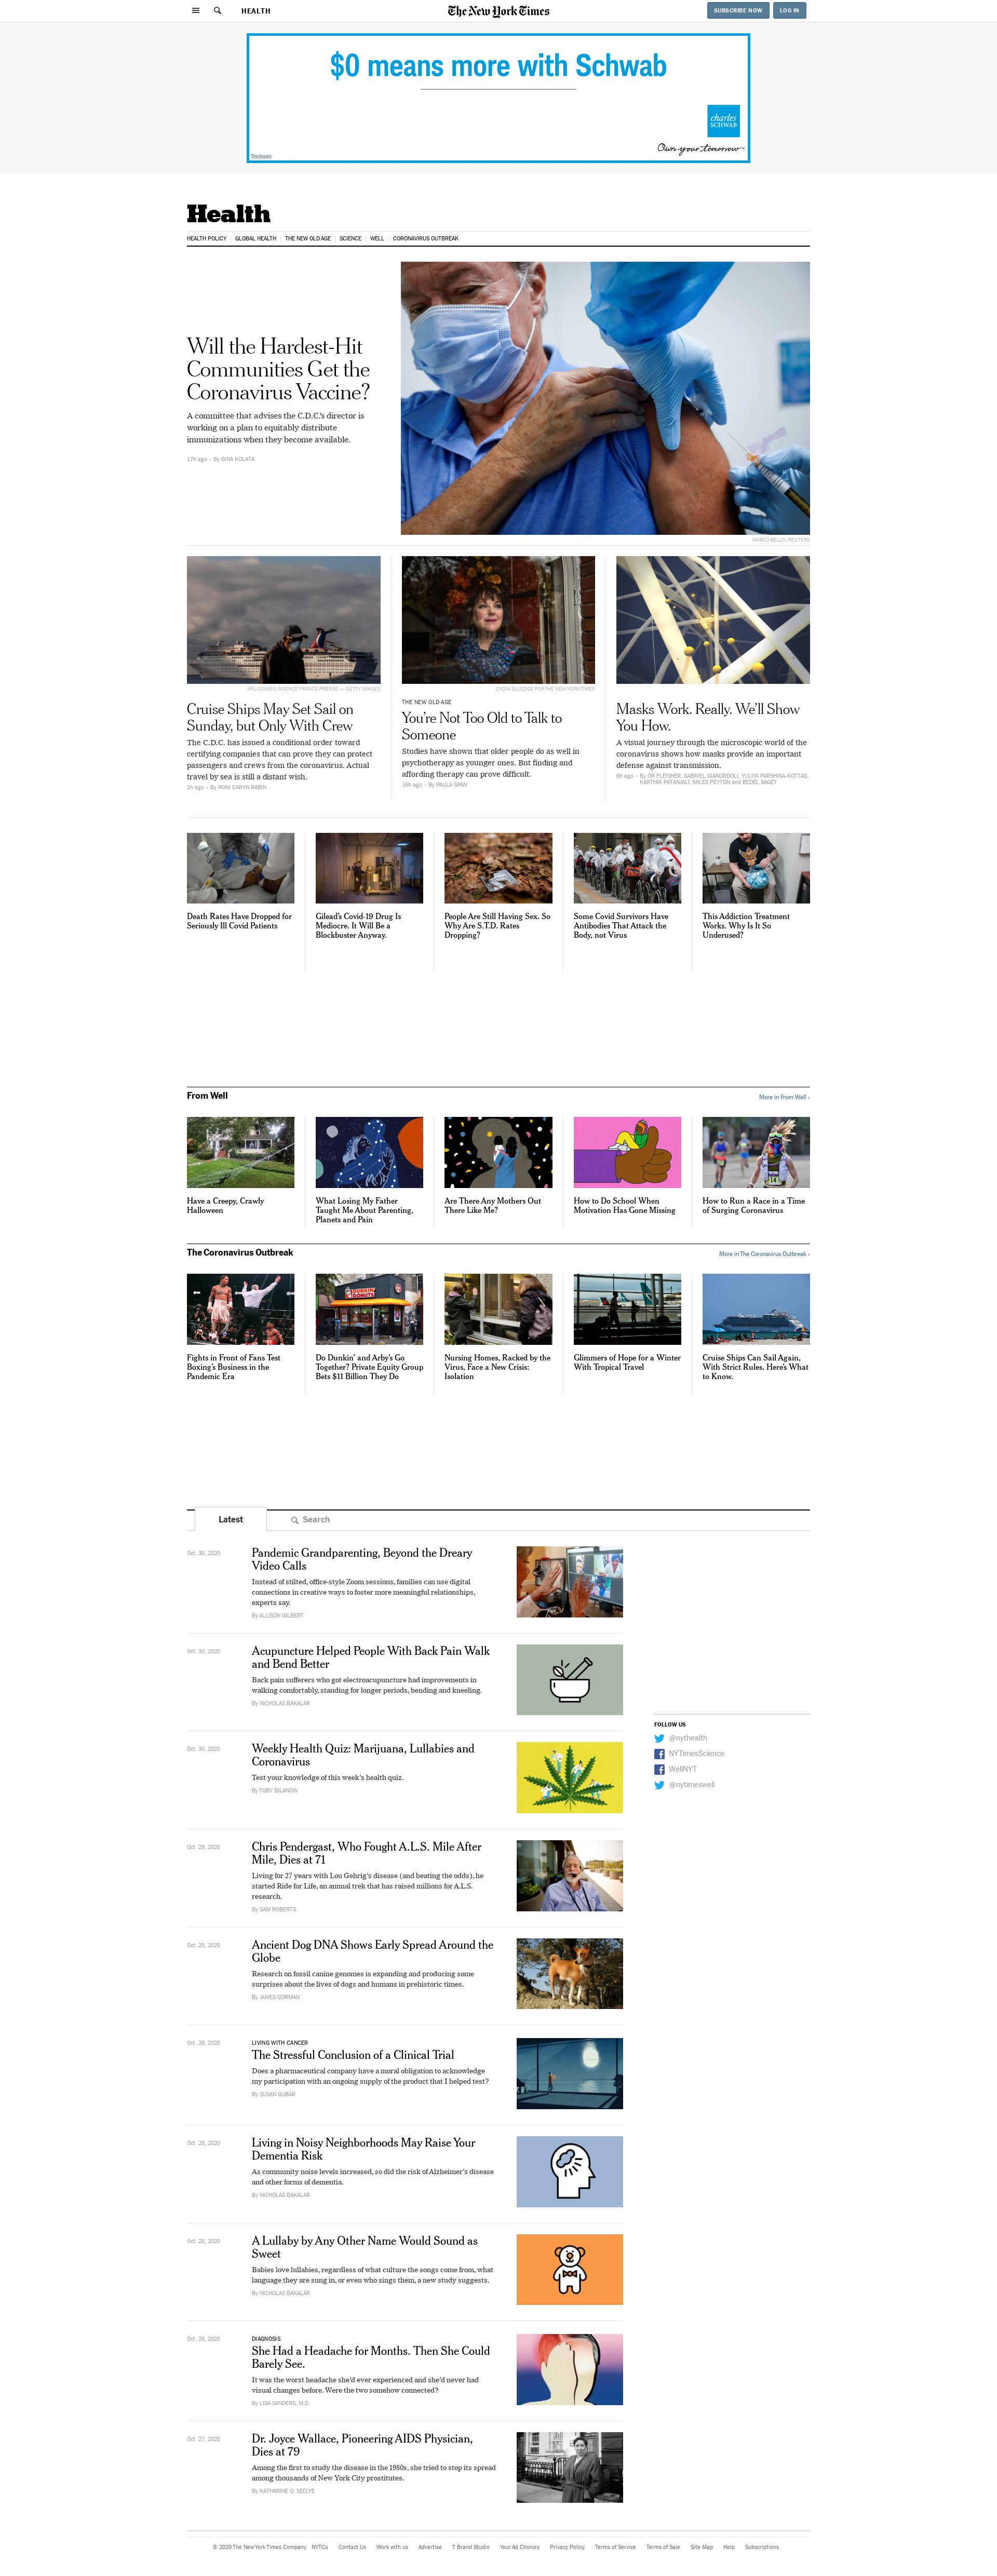 HEALTH
The New York Times
SUBSCRIBE NOW
LOG IN
$0 means more with Schwab
charles
SCHWAB
Own your tomorrow
Disclosure
Health
HEALTH POLICY
GLOBAL HEALTH
THE NEW OLD AGE
SCIENCE
WELL
CORONAVIRUS OUTBREAK
Will the Hardest-Hit
Communities Get the
Coronavirus Vaccine?
A committee that advises the C.D.C.'s director is
working on a plan to equitably distribute
immunizations when they become available.
17h ago · By GINA KOLATA
MARCO BELLO/REUTERS
APU GOMES/AGENCE FRANCE-PRESSE — GETTY IMAGES
Cruise Ships May Set Sail on
Sunday, but Only With Crew
The C.D.C. has issued a conditional order toward
certifying companies that can prove they can protect
passengers and crews from the coronavirus. Actual
travel by sea is still a distant wish.
2h ago · By RONI CARYN RABIN
CYDNI ELLEDGE FOR THE NEW YORK TIMES
THE NEW OLD AGE
You're Not Too Old to Talk to
Someone
Studies have shown that older people do as well in
psychotherapy as younger ones. But finding and
affording therapy can prove difficult.
16h ago · By PAULA SPAN
Masks Work. Really. We'll Show
You How.
A visual journey through the microscopic world of the
coronavirus shows how masks provide an important
defense against transmission.
6h ago · By OR FLEISHER, GABRIEL GIANORDOLI, YULIYA PARSHINA-KOTTAS,
KARTHIK PATANJALI, MILES PEYTON and BEDEL SAGET
Death Rates Have Dropped for
Seriously Ill Covid Patients
Gilead's Covid-19 Drug Is
Mediocre. It Will Be a
Blockbuster Anyway.
People Are Still Having Sex. So
Why Are S.T.D. Rates
Dropping?
Some Covid Survivors Have
Antibodies That Attack the
Body, not Virus
This Addiction Treatment
Works. Why Is It So
Underused?
From Well
More in From Well ›
Have a Creepy, Crawly
Halloween
What Losing My Father
Taught Me About Parenting,
Planets and Pain
Are There Any Mothers Out
There Like Me?
How to Do School When
Motivation Has Gone Missing
How to Run a Race in a Time
of Surging Coronavirus
The Coronavirus Outbreak
More in The Coronavirus Outbreak ›
Fights in Front of Fans Test
Boxing's Business in the
Pandemic Era
Do Dunkin' and Arby's Go
Together? Private Equity Group
Bets $11 Billion They Do
Nursing Homes, Racked by the
Virus, Face a New Crisis:
Isolation
Glimmers of Hope for a Winter
With Tropical Travel
Cruise Ships Can Sail Again,
With Strict Rules. Here's What
to Know.
Latest
Search
Oct. 30, 2020
Pandemic Grandparenting, Beyond the Dreary
Video Calls
Instead of stilted, office-style Zoom sessions, families can use digital
connections in creative ways to foster more meaningful relationships,
experts say.
By ALLISON GILBERT
Oct. 30, 2020
Acupuncture Helped People With Back Pain Walk
and Bend Better
Back pain sufferers who got electroacupuncture had improvements in
walking comfortably, standing for longer periods, bending and kneeling.
By NICHOLAS BAKALAR
FOLLOW US
@nythealth
NYTimesScience
WellNYT
@nytimeswell
Oct. 30, 2020
Weekly Health Quiz: Marijuana, Lullabies and
Coronavirus
Test your knowledge of this week's health quiz.
By TOBY BILANOW
Oct. 29, 2020
Chris Pendergast, Who Fought A.L.S. Mile After
Mile, Dies at 71
Living for 27 years with Lou Gehrig's disease (and beating the odds), he
started Ride for Life, an annual trek that has raised millions for A.L.S.
research.
By SAM ROBERTS
Oct. 29, 2020
Ancient Dog DNA Shows Early Spread Around the
Globe
Research on fossil canine genomes is expanding and producing some
surprises about the lives of dogs and humans in prehistoric times.
By JAMES GORMAN
Oct. 29, 2020
LIVING WITH CANCER
The Stressful Conclusion of a Clinical Trial
Does a pharmaceutical company have a moral obligation to acknowledge
my participation with an ongoing supply of the product that I helped test?
By SUSAN GUBAR
Oct. 28, 2020
Living in Noisy Neighborhoods May Raise Your
Dementia Risk
As community noise levels increased, so did the risk of Alzheimer's disease
and other forms of dementia.
By NICHOLAS BAKALAR
Oct. 28, 2020
A Lullaby by Any Other Name Would Sound as
Sweet
Babies love lullabies, regardless of what culture the songs come from, what
language they are sung in, or even who sings them, a new study suggests.
By NICHOLAS BAKALAR
Oct. 28, 2020
DIAGNOSIS
She Had a Headache for Months. Then She Could
Barely See.
It was the worst headache she'd ever experienced and she'd never had
visual changes before. Were the two somehow connected?
By LISA SANDERS, M.D.
Oct. 27, 2020
Dr. Joyce Wallace, Pioneering AIDS Physician,
Dies at 79
Among the first to study the disease in the 1980s, she tried to stop its spread
among thousands of New York City prostitutes.
By KATHARINE Q. SEELYE
© 2020 The New York Times Company NYTCo Contact Us Work with us Advertise T Brand Studio Your Ad Choices Privacy Policy Terms of Service Terms of Sale Site Map Help Subscriptions